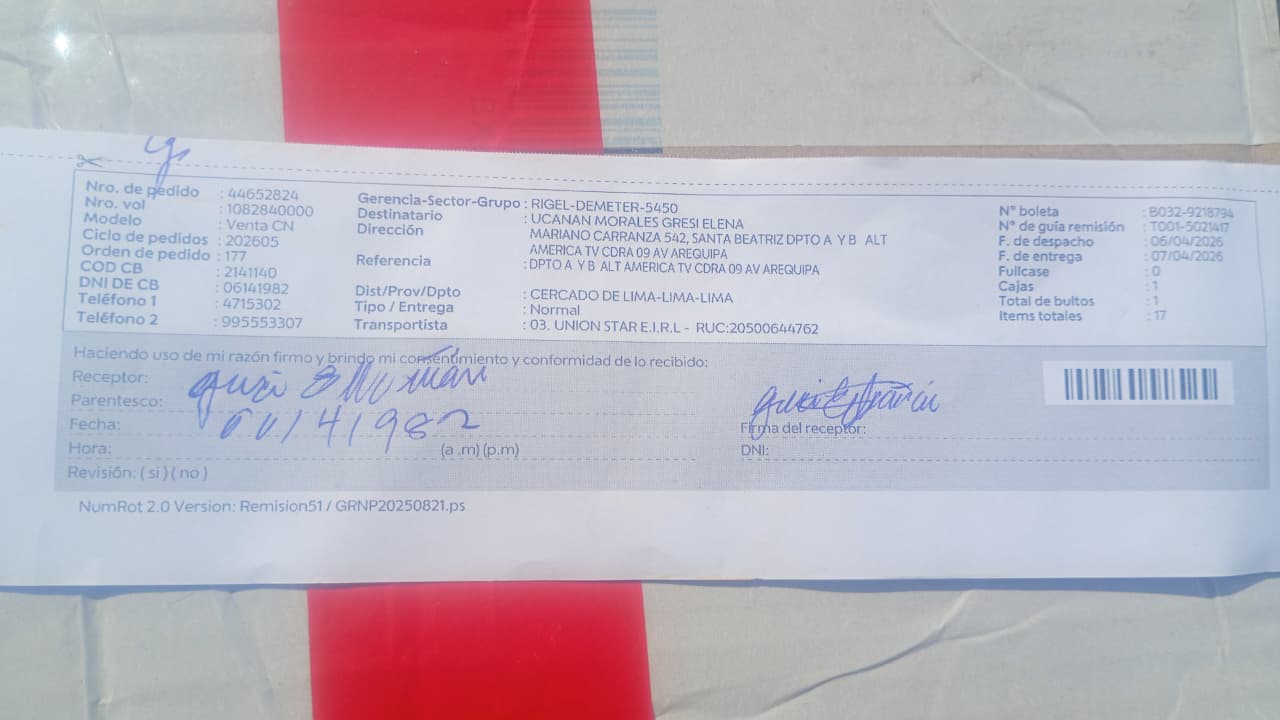 Nro. de pedido : 44652824
Nro. vol : 1082840000
Modelo : Venta CN
Ciclo de pedidos : 202605
Orden de pedido : 177
COD CB : 2141140
DNI DE CB : 06141982
Teléfono 1 : 4715302
Teléfono 2 : 995553307
Gerencia-Sector-Grupo : RIGEL-DEMETER-5450
Destinatario : UCANAN MORALES GRESI ELENA
Dirección : MARIANO CARRANZA 542, SANTA BEATRIZ DPTO A Y B ALT
AMERICA TV CDRA 09 AV AREQUIPA
Referencia : DPTO A Y B ALT AMERICA TV CDRA 09 AV AREQUIPA
Dist/Prov/Dpto : CERCADO DE LIMA-LIMA-LIMA
Tipo / Entrega : Normal
Transportista : 03. UNION STAR E.I.R.L - RUC:20500644762
N° boleta : B032-9218794
N° de guía remisión : T001-5021417
F. de despacho : 06/04/2026
F. de entrega : 07/04/2026
Fullcase : 0
Cajas : 1
Total de bultos : 1
Items totales : 17
Haciendo uso de mi razón firmo y brindo mi consentimiento y conformidad de lo recibido:
Receptor:
Parentesco:
Fecha:
Hora: (a .m) (p.m)
Revisión: ( si ) ( no )
Firma del receptor:
DNI:
NumRot 2.0 Version: Remision51 / GRNP20250821.ps